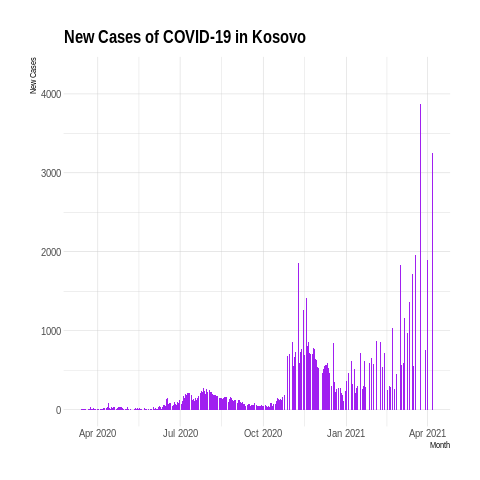 New Cases of COVID-19 in Kosovo
New Cases
4000
3000
2000
1000
0
Apr 2020
Jul 2020
Oct 2020
Jan 2021
Apr 2021
Month